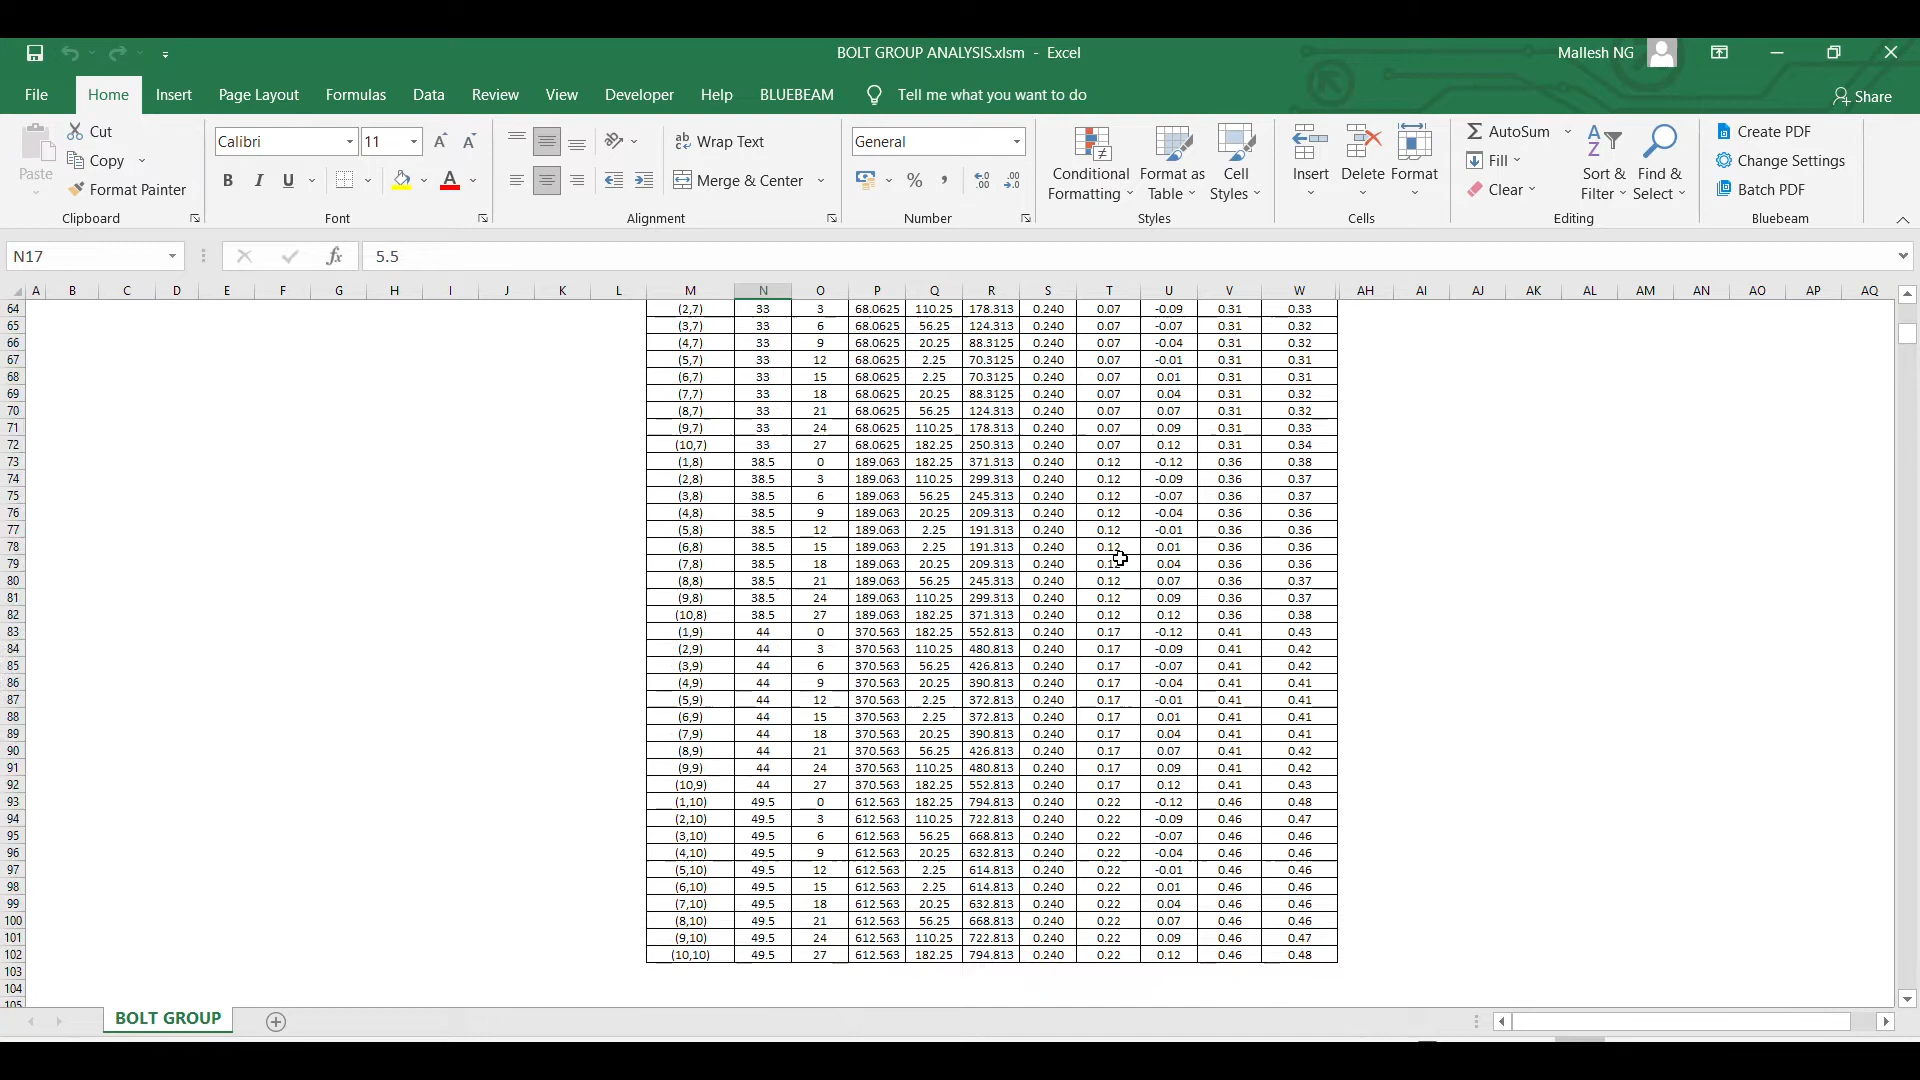 BOLT GROUP ANALYSIS.xlsm - Excel
Mallesh NG
File Home Insert Page Layout Formulas Data Review View Developer Help BLUEBEAM Tell me what you want to do Share
Paste
Cut
Copy
Format Painter
Clipboard
Calibri 11
B I U
Font
Wrap Text
Merge & Center
Alignment
General
Number
Conditional Formatting
Format as Table
Cell Styles
Styles
Insert Delete Format
Cells
AutoSum
Fill
Clear
Sort & Filter
Find & Select
Editing
Create PDF
Change Settings
Batch PDF
Bluebeam
N17 fx 5.5
A B C D E F G H I J K L M N O P Q R S T U V W AH AI AJ AK AL AM AN AO AP AQ
64 (2,7) 33 3 68.0625 110.25 178.313 0.240 0.07 -0.09 0.31 0.33
65 (3,7) 33 6 68.0625 56.25 124.313 0.240 0.07 -0.07 0.31 0.32
66 (4,7) 33 9 68.0625 20.25 88.3125 0.240 0.07 -0.04 0.31 0.32
67 (5,7) 33 12 68.0625 2.25 70.3125 0.240 0.07 -0.01 0.31 0.31
68 (6,7) 33 15 68.0625 2.25 70.3125 0.240 0.07 0.01 0.31 0.31
69 (7,7) 33 18 68.0625 20.25 88.3125 0.240 0.07 0.04 0.31 0.32
70 (8,7) 33 21 68.0625 56.25 124.313 0.240 0.07 0.07 0.31 0.32
71 (9,7) 33 24 68.0625 110.25 178.313 0.240 0.07 0.09 0.31 0.33
72 (10,7) 33 27 68.0625 182.25 250.313 0.240 0.07 0.12 0.31 0.34
73 (1,8) 38.5 0 189.063 182.25 371.313 0.240 0.12 -0.12 0.36 0.38
74 (2,8) 38.5 3 189.063 110.25 299.313 0.240 0.12 -0.09 0.36 0.37
75 (3,8) 38.5 6 189.063 56.25 245.313 0.240 0.12 -0.07 0.36 0.37
76 (4,8) 38.5 9 189.063 20.25 209.313 0.240 0.12 -0.04 0.36 0.36
77 (5,8) 38.5 12 189.063 2.25 191.313 0.240 0.12 -0.01 0.36 0.36
78 (6,8) 38.5 15 189.063 2.25 191.313 0.240 0.12 0.01 0.36 0.36
79 (7,8) 38.5 18 189.063 20.25 209.313 0.240 0.12 0.04 0.36 0.36
80 (8,8) 38.5 21 189.063 56.25 245.313 0.240 0.12 0.07 0.36 0.37
81 (9,8) 38.5 24 189.063 110.25 299.313 0.240 0.12 0.09 0.36 0.37
82 (10,8) 38.5 27 189.063 182.25 371.313 0.240 0.12 0.12 0.36 0.38
83 (1,9) 44 0 370.563 182.25 552.813 0.240 0.17 -0.12 0.41 0.43
84 (2,9) 44 3 370.563 110.25 480.813 0.240 0.17 -0.09 0.41 0.42
85 (3,9) 44 6 370.563 56.25 426.813 0.240 0.17 -0.07 0.41 0.42
86 (4,9) 44 9 370.563 20.25 390.813 0.240 0.17 -0.04 0.41 0.41
87 (5,9) 44 12 370.563 2.25 372.813 0.240 0.17 -0.01 0.41 0.41
88 (6,9) 44 15 370.563 2.25 372.813 0.240 0.17 0.01 0.41 0.41
89 (7,9) 44 18 370.563 20.25 390.813 0.240 0.17 0.04 0.41 0.41
90 (8,9) 44 21 370.563 56.25 426.813 0.240 0.17 0.07 0.41 0.42
91 (9,9) 44 24 370.563 110.25 480.813 0.240 0.17 0.09 0.41 0.42
92 (10,9) 44 27 370.563 182.25 552.813 0.240 0.17 0.12 0.41 0.43
93 (1,10) 49.5 0 612.563 182.25 794.813 0.240 0.22 -0.12 0.46 0.48
94 (2,10) 49.5 3 612.563 110.25 722.813 0.240 0.22 -0.09 0.46 0.47
95 (3,10) 49.5 6 612.563 56.25 668.813 0.240 0.22 -0.07 0.46 0.46
96 (4,10) 49.5 9 612.563 20.25 632.813 0.240 0.22 -0.04 0.46 0.46
97 (5,10) 49.5 12 612.563 2.25 614.813 0.240 0.22 -0.01 0.46 0.46
98 (6,10) 49.5 15 612.563 2.25 614.813 0.240 0.22 0.01 0.46 0.46
99 (7,10) 49.5 18 612.563 20.25 632.813 0.240 0.22 0.04 0.46 0.46
100 (8,10) 49.5 21 612.563 56.25 668.813 0.240 0.22 0.07 0.46 0.46
101 (9,10) 49.5 24 612.563 110.25 722.813 0.240 0.22 0.09 0.46 0.47
102 (10,10) 49.5 27 612.563 182.25 794.813 0.240 0.22 0.12 0.46 0.48
103
104
105
BOLT GROUP